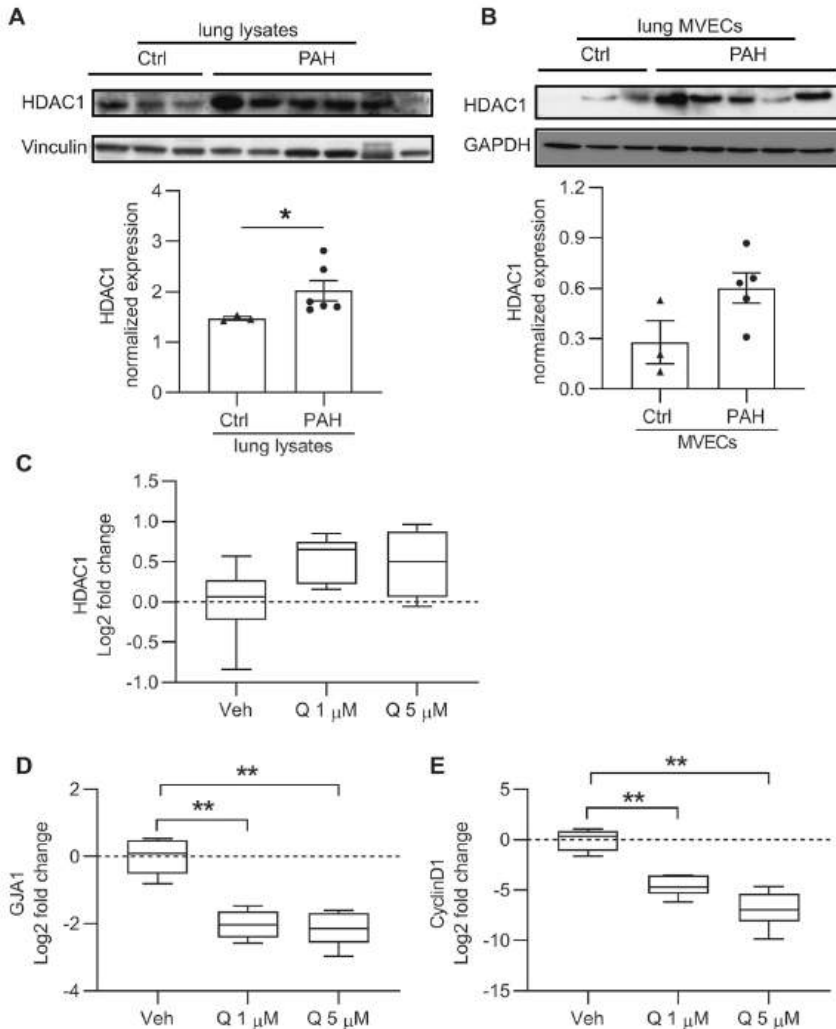 A
lung lysates
Ctrl PAH
HDAC1
Vinculin
HDAC1
normalized expression
4
3
2
1
0
*
Ctrl PAH
lung lysates
B
lung MVECs
Ctrl PAH
HDAC1
GAPDH
HDAC1
normalized expression
1.2
0.9
0.6
0.3
0.0
Ctrl PAH
MVECs
C
HDAC1
Log2 fold change
1.5
1.0
0.5
0.0
-0.5
-1.0
Veh Q 1 μM Q 5 μM
D
GJA1
Log2 fold change
2
0
-2
-4
**
**
Veh Q 1 μM Q 5 μM
E
CyclinD1
Log2 fold change
5
0
-5
-10
-15
**
**
Veh Q 1 μM Q 5 μM